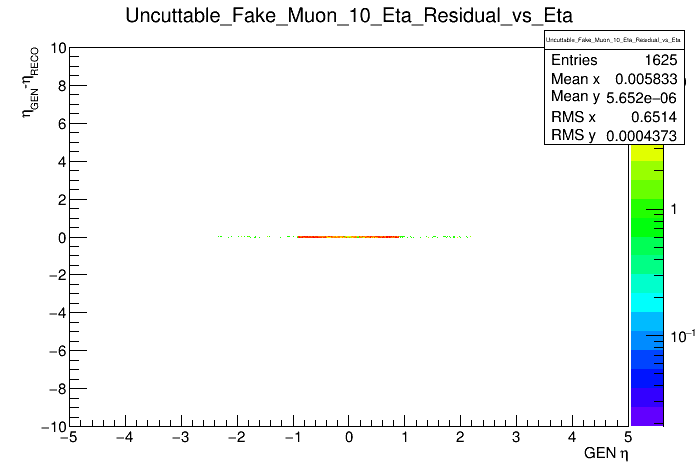 Uncuttable_Fake_Muon_10_Eta_Residual_vs_Eta
Uncuttable_Fake_Muon_10_Eta_Residual_vs_Eta
Entries 1625
Mean x 0.005833
Mean y 5.652e−06
RMS x 0.6514
RMS y 0.0004373
ηGEN-ηRECO
10
8
6
4
2
0
−2
−4
−6
−8
−10
−5 −4 −3 −2 −1 0 1 2 3 4 5
GEN η
1
10−1